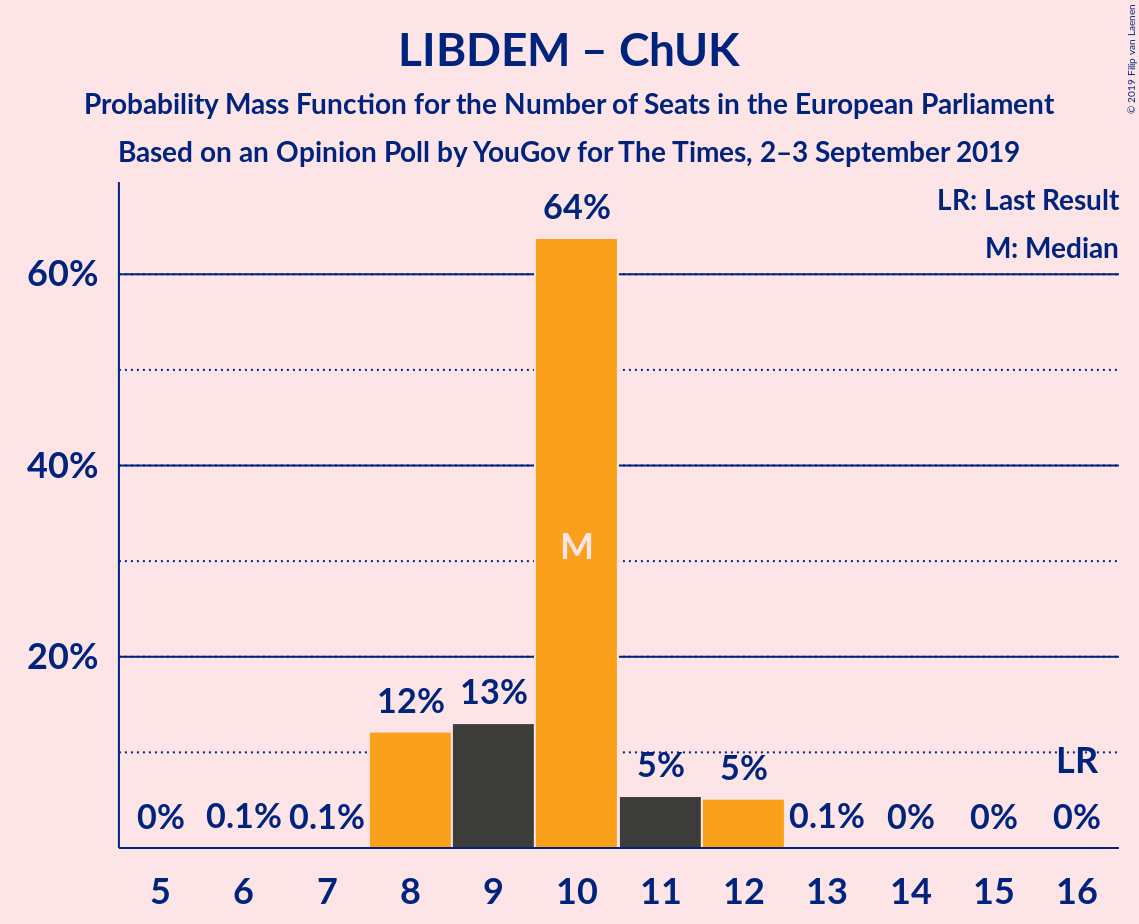 LIBDEM – ChUK
Probability Mass Function for the Number of Seats in the European Parliament
Based on an Opinion Poll by YouGov for The Times, 2–3 September 2019
© 2019 Filip van Laenen
LR: Last Result
M: Median
64%
60%
40%
M
20%
12%
13%
5%
5%
LR
0%
0.1%
0.1%
0.1%
0%
0%
0%
5 6 7 8 9 10 11 12 13 14 15 16